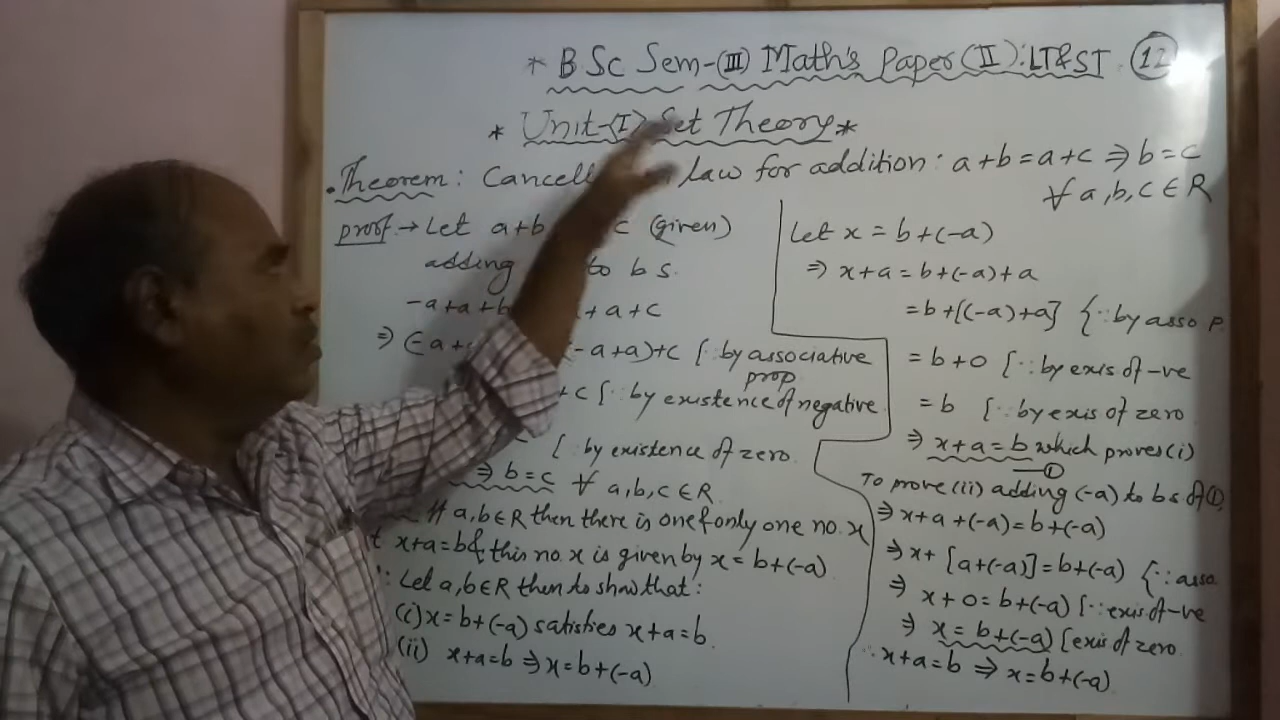 * B Sc Sem-(III) Math's Paper (II): LT&ST (12)
* Unit-(I) Set Theory *
. Theorem: law for addition: a+b=a+c ⇒ b=c
∀ a,b,c ∈ R
proof → Let a+b c (given)
adding to b s.
-a+a+b + a + c
⇒ (-a+ -a+a)+c [∵ by associative
prop
+c [∵ by existence of negative
[∵ by existence of zero
⇒ b=c ∀ a,b,c ∈ R
If a,b∈R then there is one & only one no. x
x+a=b & this no. x is given by x = b+(-a)
: Let a,b∈R then to show that:
(i) x=b+(-a) satisfies x+a=b
(ii) x+a=b ⇒ x=b+(-a)
Let x = b+(-a)
⇒ x+a = b+(-a)+a
= b+[(-a)+a] {∵ by asso P.
= b+0 [∵ by exis of -ve
= b [∵ by exis of zero
⇒ x+a=b which proves (i)
—①
To prove (ii) adding (-a) to b s of ①,
⇒ x+a+(-a)=b+(-a)
⇒ x+[a+(-a)]=b+(-a) {∵ asso.
⇒ x+0=b+(-a) [∵ exis of -ve
⇒ x=b+(-a) [exis of zero
∵ x+a=b ⇒ x=b+(-a)